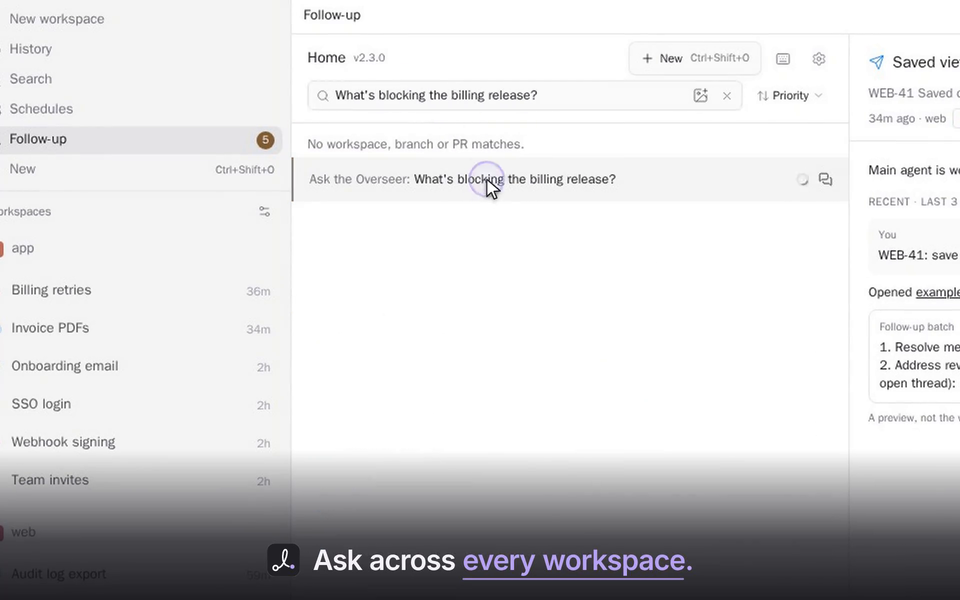 New workspace
History
Search
Schedules
Follow-up 5
New Ctrl+Shift+O
orkspaces
app
Billing retries 36m
Invoice PDFs 34m
Onboarding email 2h
SSO login 2h
Webhook signing 2h
Team invites 2h
web
Audit log export
Follow-up
Home v2.3.0
+ New Ctrl+Shift+O
What's blocking the billing release?
Priority
No workspace, branch or PR matches.
Ask the Overseer: What's blocking the billing release?
Saved vie
WEB-41 Saved
34m ago · web
Main agent is w
RECENT · LAST 3
You
WEB-41: save
Opened example
Follow-up batch
1. Resolve me
2. Address rev
open thread):
A preview, not the
Ask across every workspace.